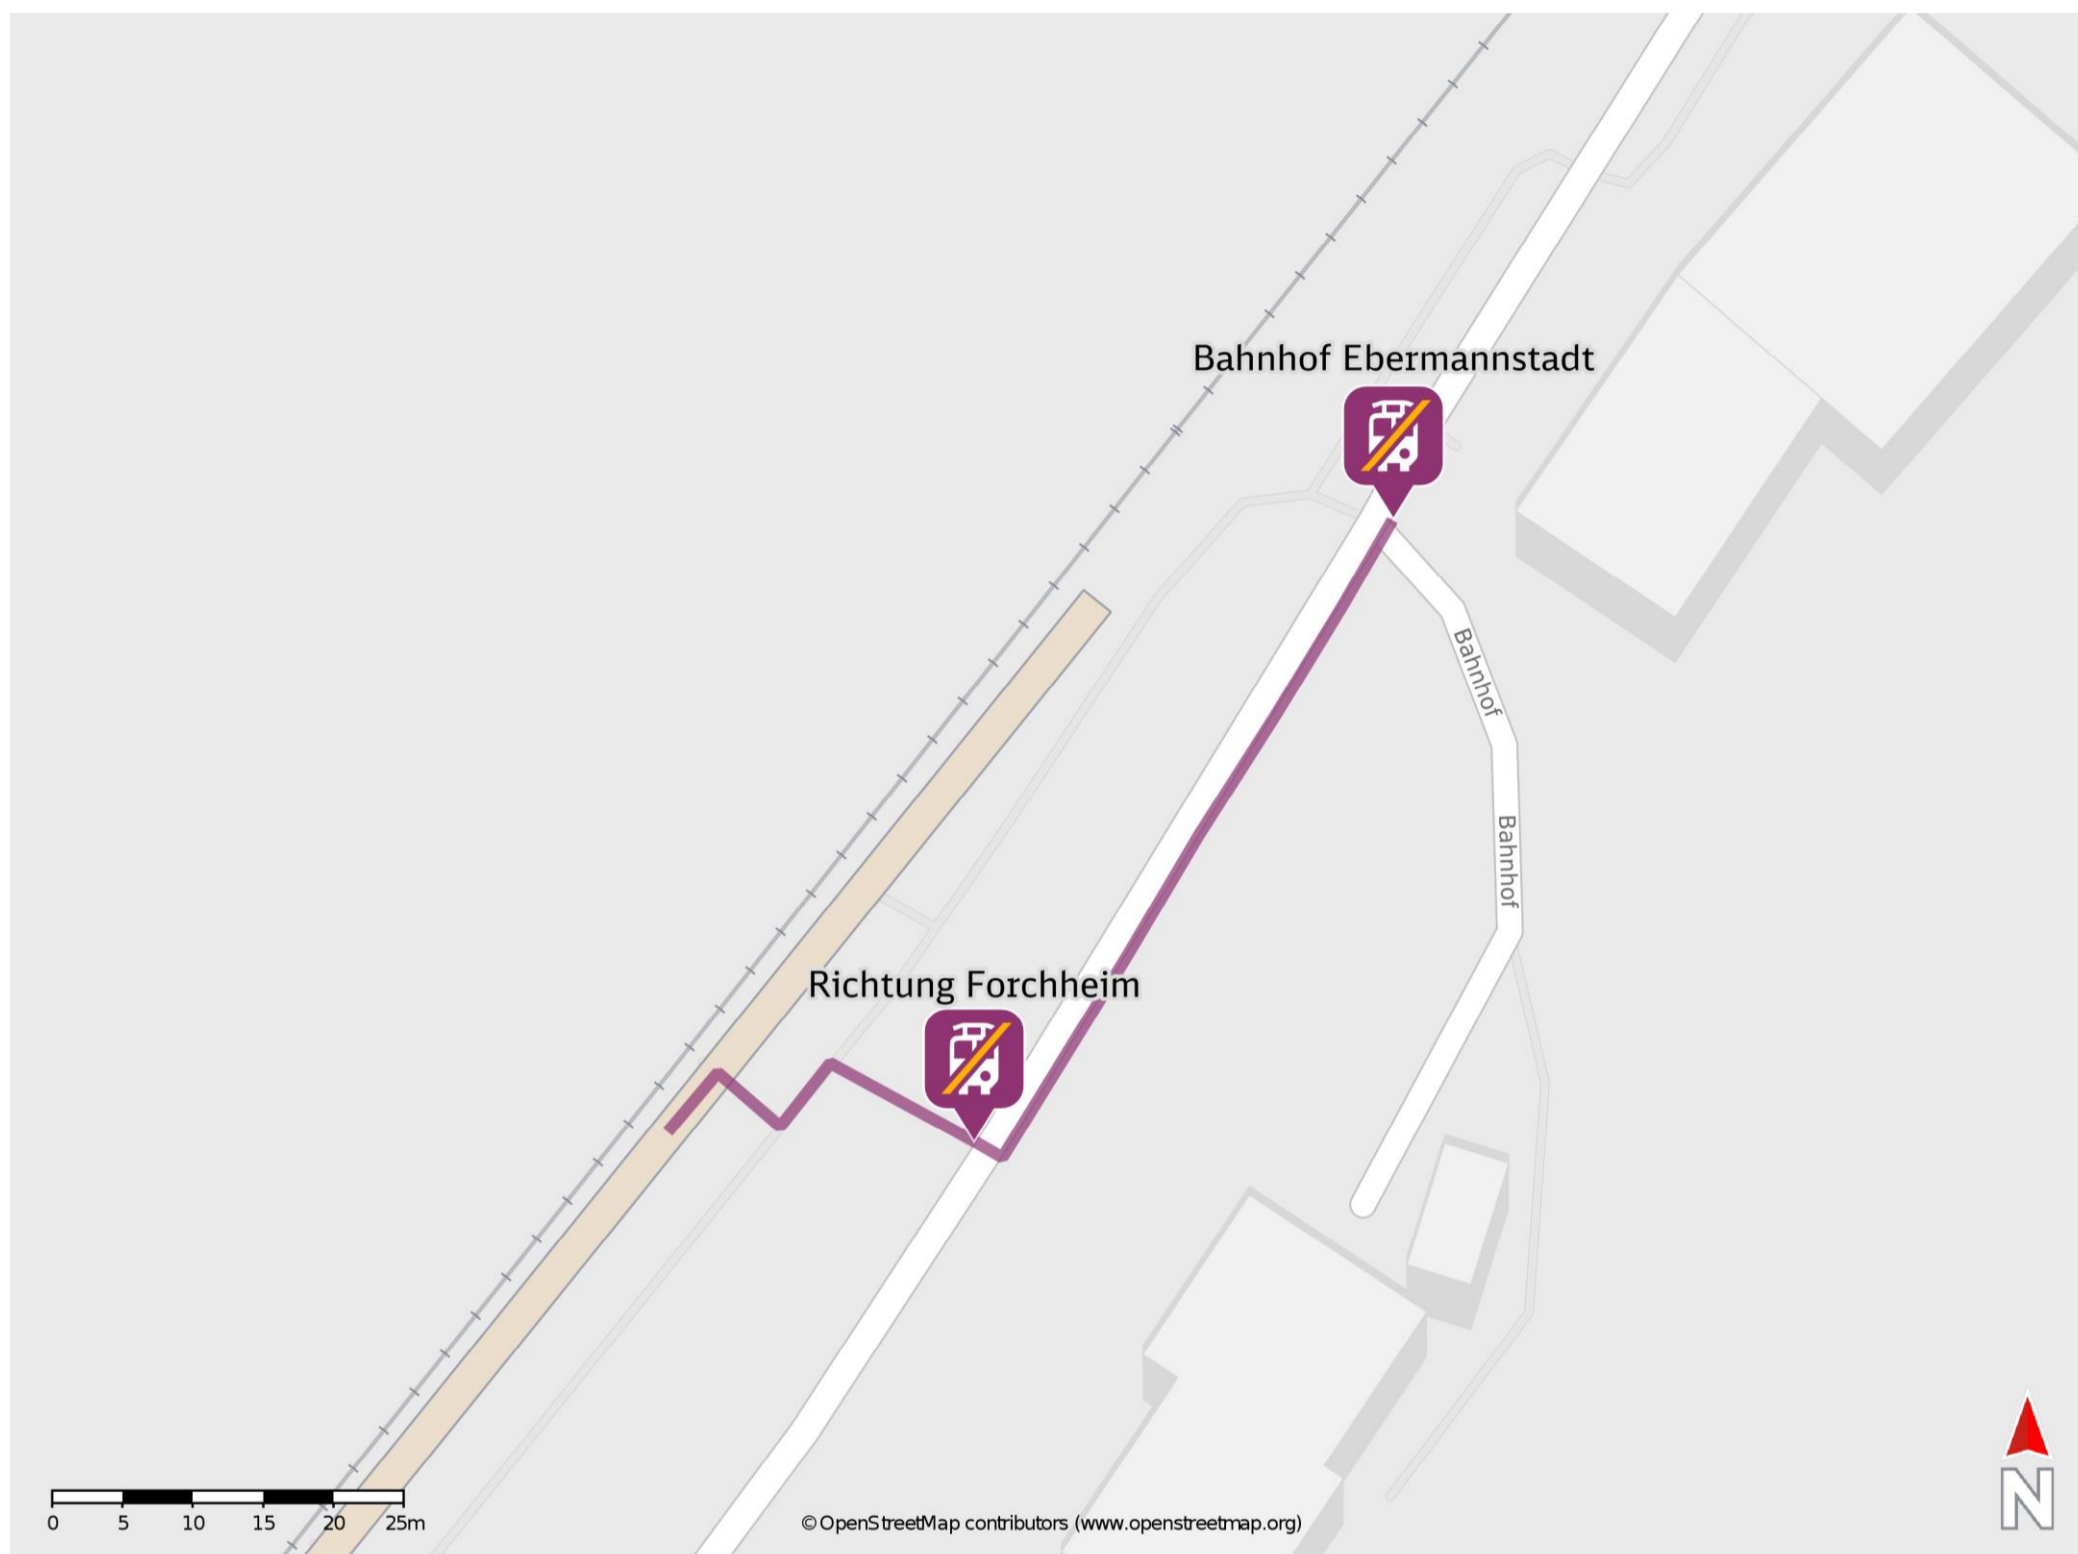 Bahnhof Ebermannstadt
Bahnhof
Bahnhof
Richtung Forchheim
0 5 10 15 20 25m
© OpenStreetMap contributors (www.openstreetmap.org)
N